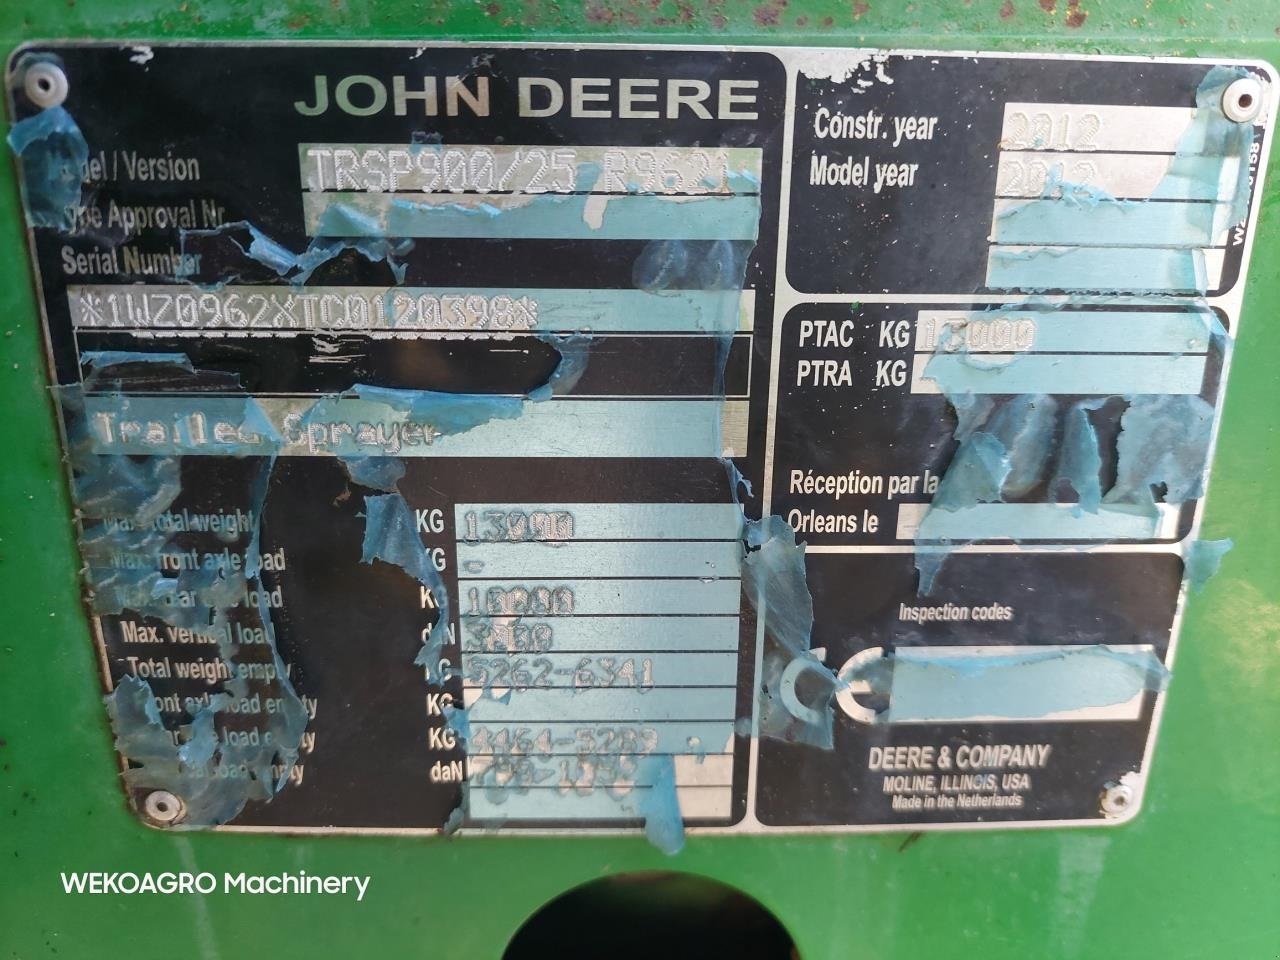 JOHN DEERE
Model / Version TRSP900/25 R9621
Type Approval Nr
Serial Number
*1WZ0962XTC0120398*
Trailed Sprayer
Max. total weight KG 13000
Max. front axle load KG -
Max. rear axle load KG 10000
Max. vertical load daN 3000
Total weight empty KG 5262-6341
Front axle load empty KG
Rear axle load empty KG 4464-5289
load empty daN
Constr. year 2012
Model year 2012
PTAC KG 13000
PTRA KG
Réception par la
Orleans le
Inspection codes
CE
DEERE & COMPANY
MOLINE, ILLINOIS, USA
Made in the Netherlands
WEKOAGRO Machinery